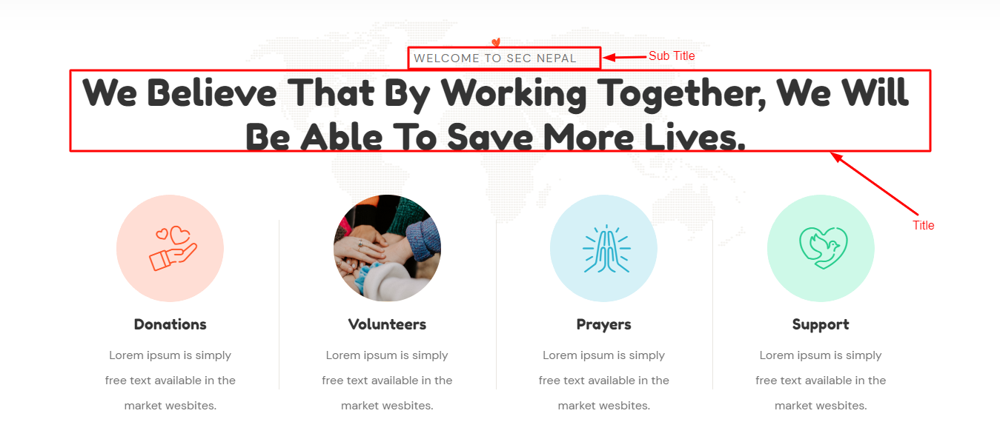 WELCOME TO SEC NEPAL
Sub Title
We Believe That By Working Together, We Will
Be Able To Save More Lives.
Title
Donations
Volunteers
Prayers
Support
Lorem ipsum is simply
free text available in the
market wesbites.
Lorem ipsum is simply
free text available in the
market wesbites.
Lorem ipsum is simply
free text available in the
market wesbites.
Lorem ipsum is simply
free text available in the
market wesbites.